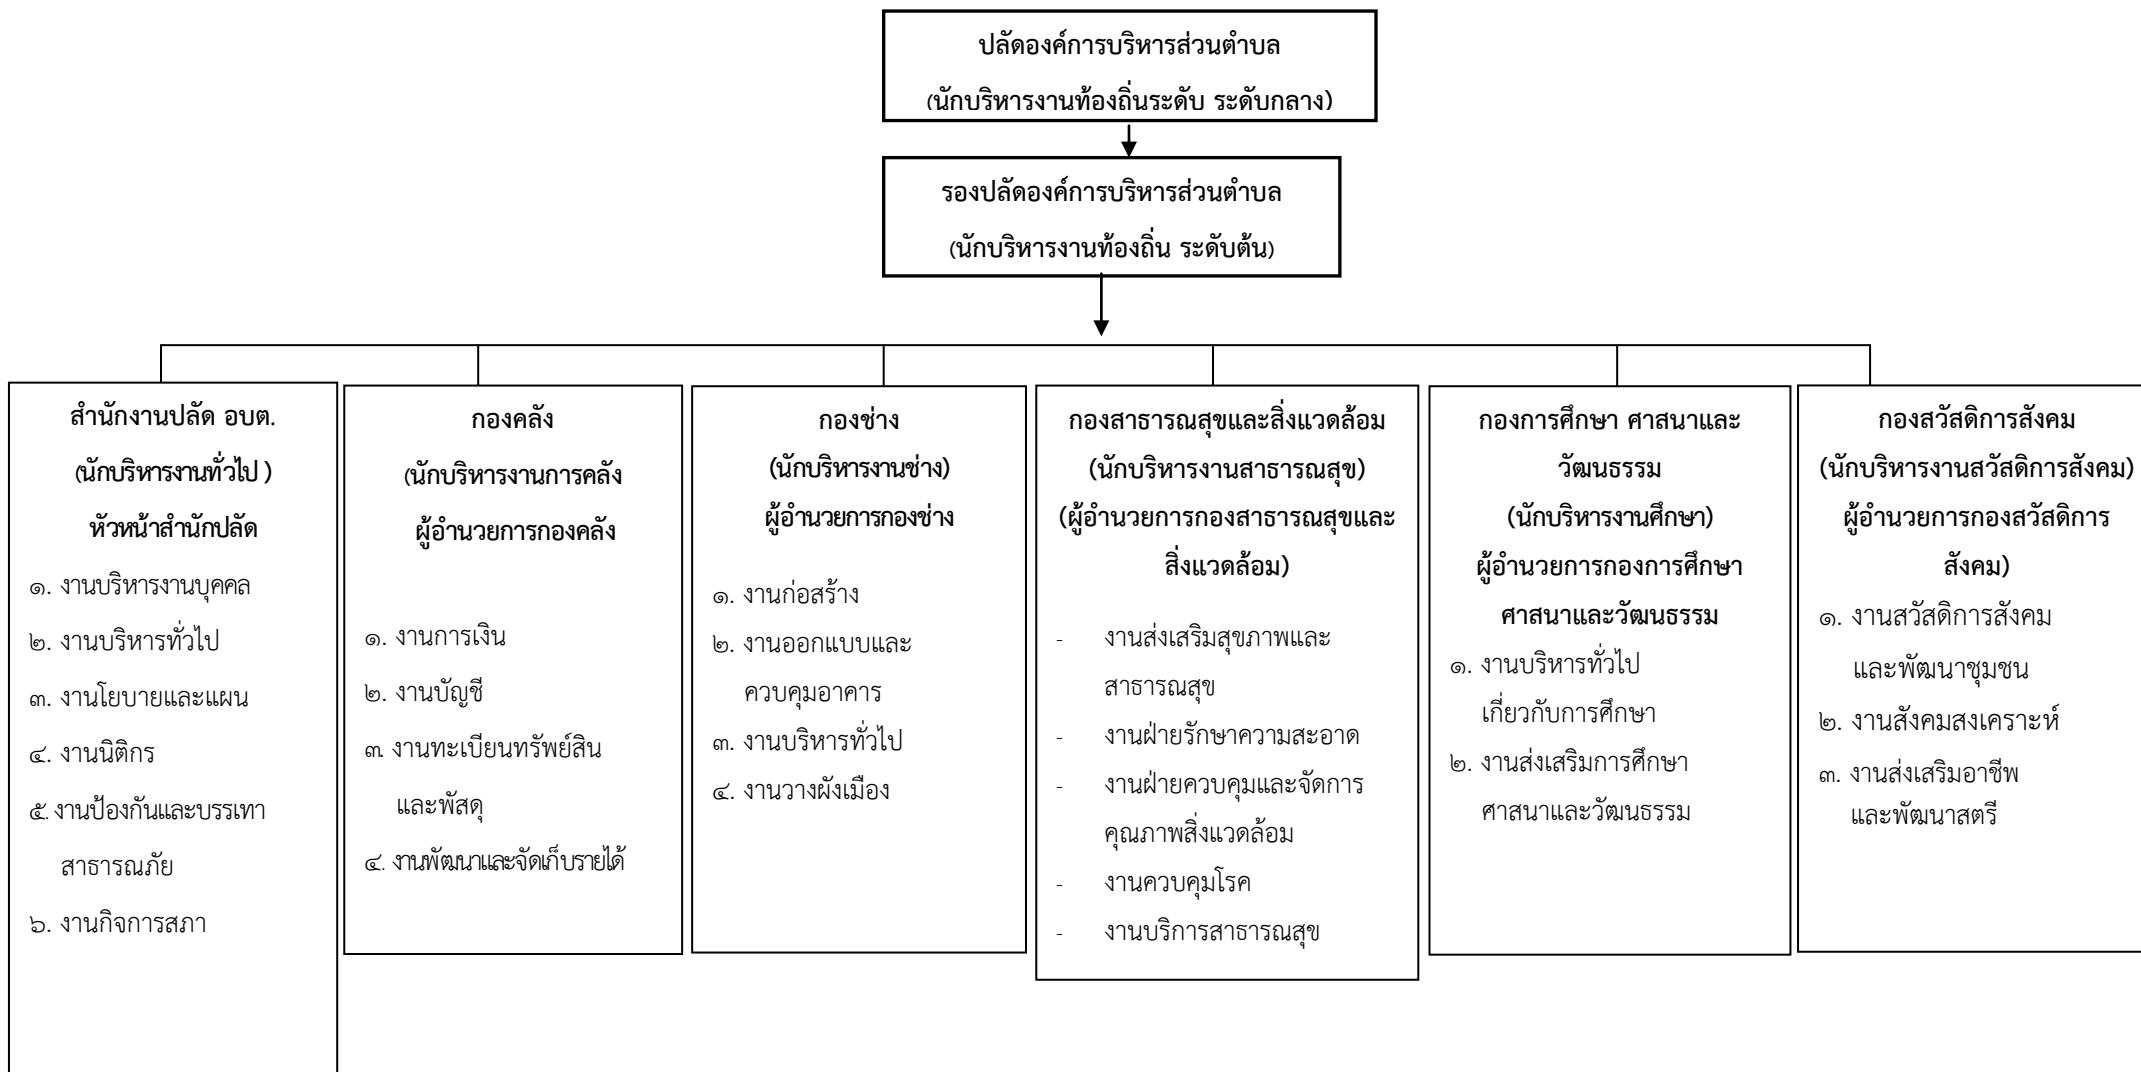 ปลัดองค์การบริหารส่วนตำบล
(นักบริหารงานท้องถิ่นระดับ ระดับกลาง)
รองปลัดองค์การบริหารส่วนตำบล
(นักบริหารงานท้องถิ่น ระดับต้น)
สำนักงานปลัด อบต.
(นักบริหารงานทั่วไป )
หัวหน้าสำนักปลัด
๑. งานบริหารงานบุคคล
๒. งานบริหารทั่วไป
๓. งานโยบายและแผน
๔. งานนิติกร
๕. งานป้องกันและบรรเทา
สาธารณภัย
๖. งานกิจการสภา
กองคลัง
(นักบริหารงานการคลัง
ผู้อำนวยการกองคลัง
๑. งานการเงิน
๒. งานบัญชี
๓. งานทะเบียนทรัพย์สิน
และพัสดุ
๔. งานพัฒนาและจัดเก็บรายได้
กองช่าง
(นักบริหารงานช่าง)
ผู้อำนวยการกองช่าง
๑. งานก่อสร้าง
๒. งานออกแบบและ
ควบคุมอาคาร
๓. งานบริหารทั่วไป
๔. งานวางผังเมือง
กองสาธารณสุขและสิ่งแวดล้อม
(นักบริหารงานสาธารณสุข)
(ผู้อำนวยการกองสาธารณสุขและ
สิ่งแวดล้อม)
- งานส่งเสริมสุขภาพและ
สาธารณสุข
- งานฝ่ายรักษาความสะอาด
- งานฝ่ายควบคุมและจัดการ
คุณภาพสิ่งแวดล้อม
- งานควบคุมโรค
- งานบริการสาธารณสุข
กองการศึกษา ศาสนาและ
วัฒนธรรม
(นักบริหารงานศึกษา)
ผู้อำนวยการกองการศึกษา
ศาสนาและวัฒนธรรม
๑. งานบริหารทั่วไป
เกี่ยวกับการศึกษา
๒. งานส่งเสริมการศึกษา
ศาสนาและวัฒนธรรม
กองสวัสดิการสังคม
(นักบริหารงานสวัสดิการสังคม)
ผู้อำนวยการกองสวัสดิการ
สังคม)
๑. งานสวัสดิการสังคม
และพัฒนาชุมชน
๒. งานสังคมสงเคราะห์
๓. งานส่งเสริมอาชีพ
และพัฒนาสตรี